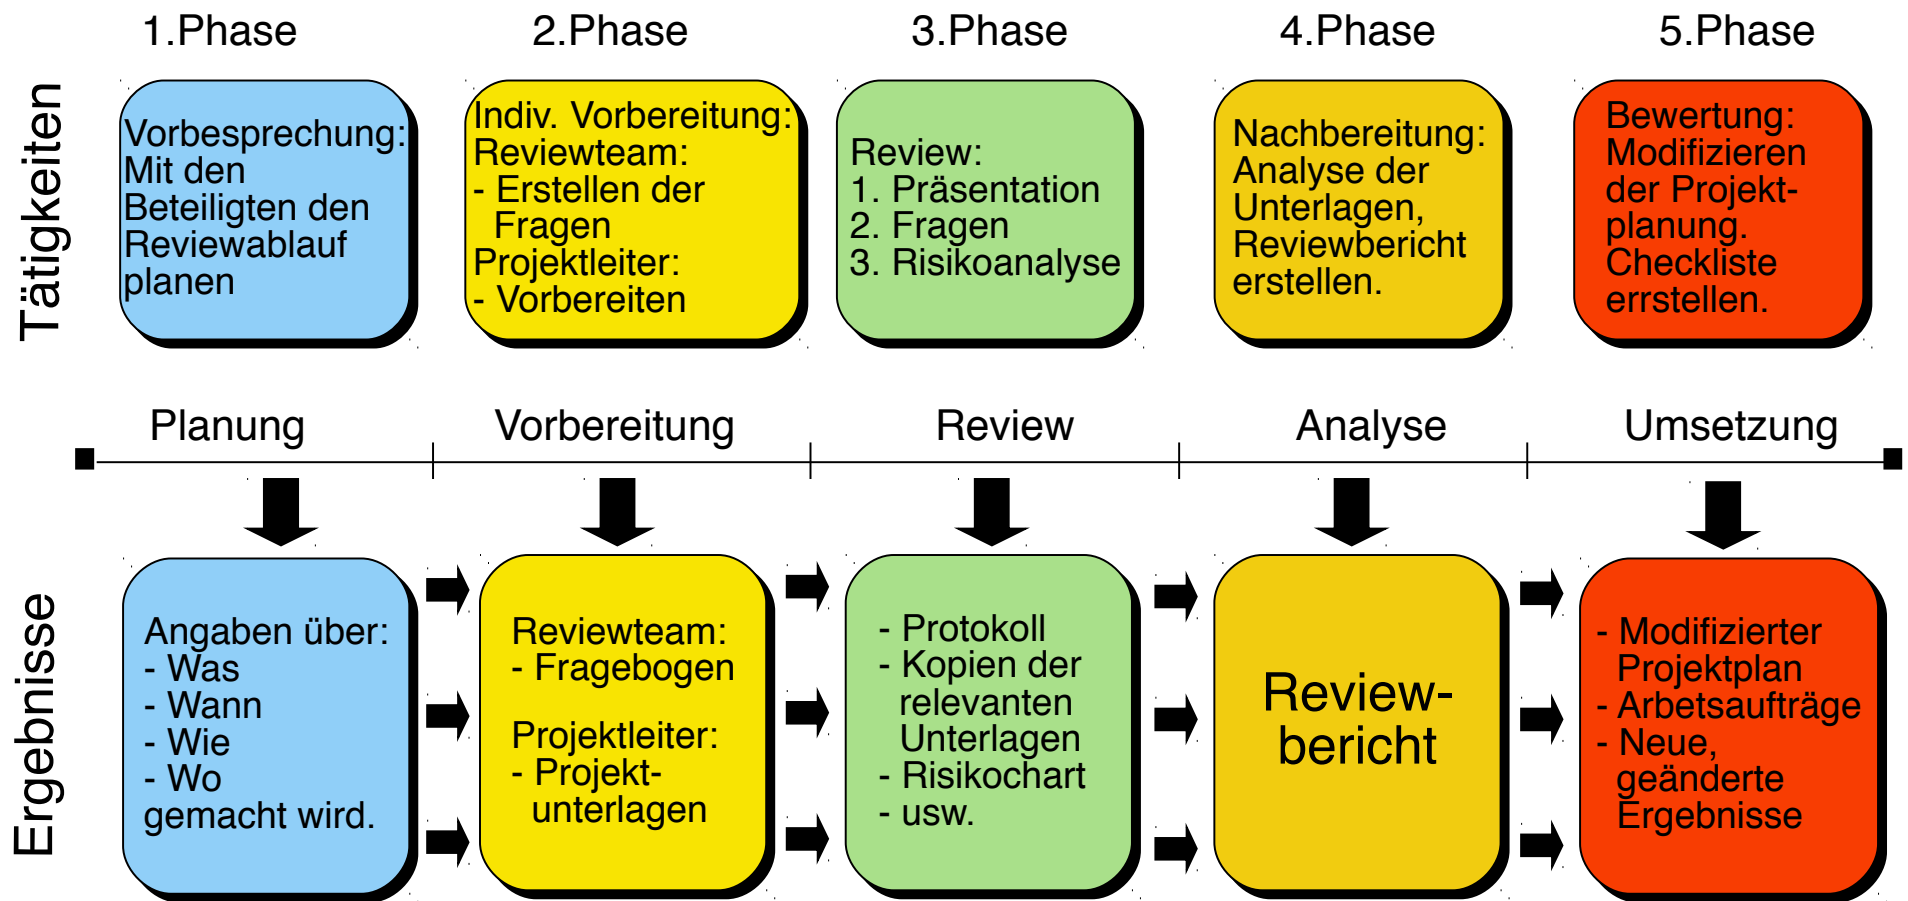 1.Phase
2.Phase
3.Phase
4.Phase
5.Phase
Tätigkeiten
Vorbesprechung:
Mit den
Beteiligten den
Reviewablauf
planen
Indiv. Vorbereitung:
Reviewteam:
- Erstellen der
Fragen
Projektleiter:
- Vorbereiten
Review:
1. Präsentation
2. Fragen
3. Risikoanalyse
Nachbereitung:
Analyse der
Unterlagen,
Reviewbericht
erstellen.
Bewertung:
Modifizieren
der Projekt-
planung.
Checkliste
errstellen.
Planung
Vorbereitung
Review
Analyse
Umsetzung
Ergebnisse
Angaben über:
- Was
- Wann
- Wie
- Wo
gemacht wird.
Reviewteam:
- Fragebogen
Projektleiter:
- Projekt-
unterlagen
- Protokoll
- Kopien der
relevanten
Unterlagen
- Risikochart
- usw.
Review-
bericht
- Modifizierter
Projektplan
- Arbetsaufträge
- Neue,
geänderte
Ergebnisse